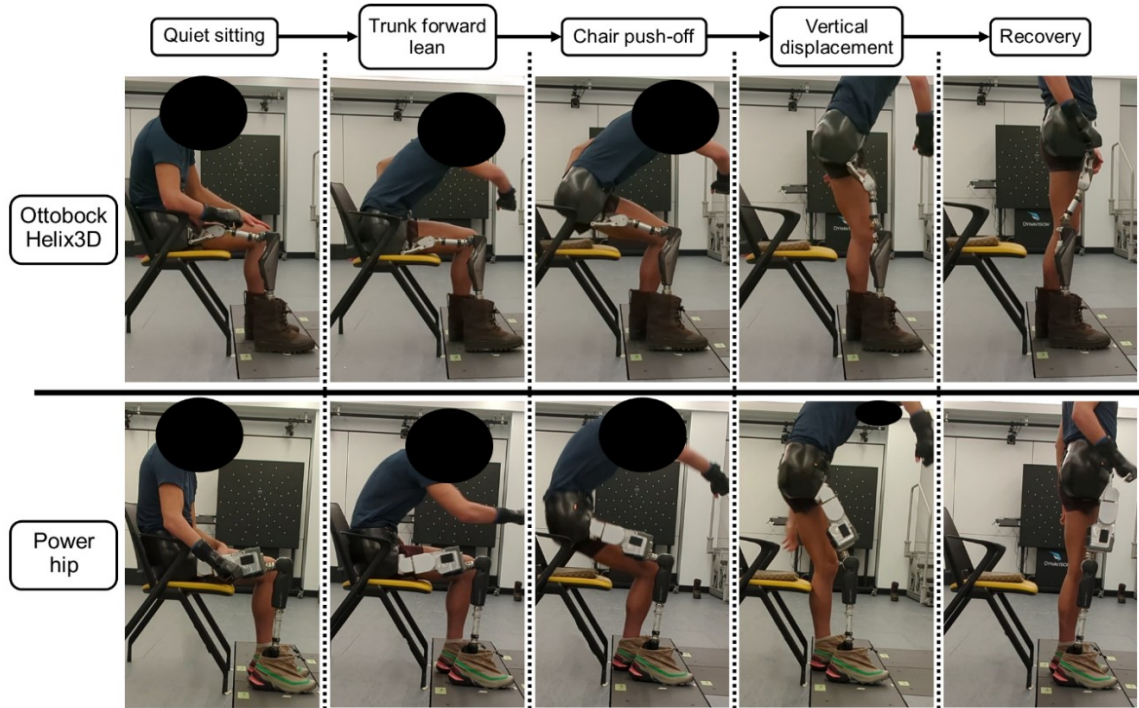 Quiet sitting
Trunk forward
lean
Chair push-off
Vertical
displacement
Recovery
Ottobock
Helix3D
Power
hip